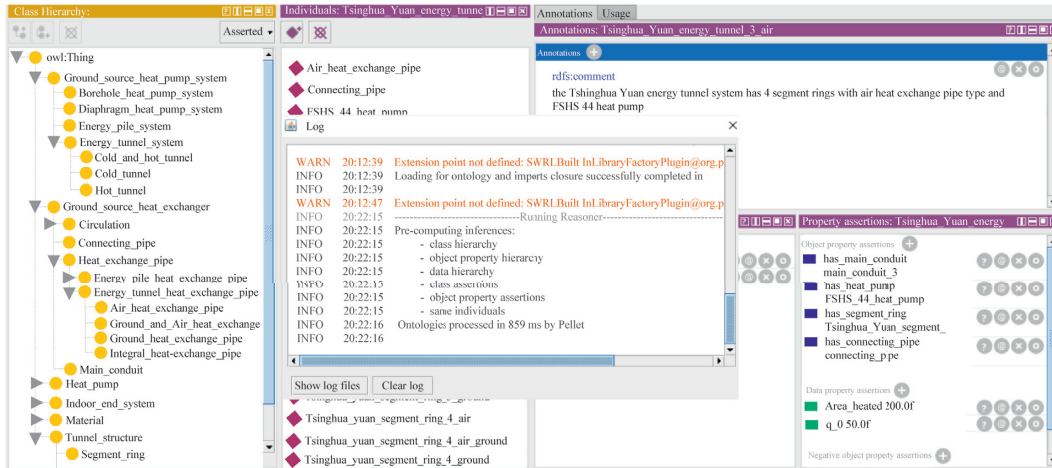 Class Hierarchy:
Asserted
owl:Thing
Ground_source_heat_pump_system
Borehole_heat_pump_system
Diaphragm_heat_pump_system
Energy_pile_system
Energy_tunnel_system
Cold_and_hot_tunnel
Cold_tunnel
Hot_tunnel
Ground_source_heat_exchanger
Circulation
Connecting_pipe
Heat_exchange_pipe
Energy_pile_heat_exchange_pipe
Energy_tunnel_heat_exchange_pipe
Air_heat_exchange_pipe
Ground_and_Air_heat_exchange
Ground_heat_exchange_pipe
Integral_heat-exchange_pipe
Main_conduit
Heat_pump
Indoor_end_system
Material
Tunnel_structure
Segment_ring
Individuals: Tsinghua_Yuan_energy_tunne
Air_heat_exchange_pipe
Connecting_pipe
FSHS_44_heat_pump
Log
WARN 20:12:39 Extension point not defined: SWRLBuilt InLibraryFactoryPlugin@org.p
INFO 20:12:39 Loading for ontology and imports closure successfully completed in
INFO 20:12:39
WARN 20:12:47 Extension point not defined: SWRLBuilt InLibraryFactoryPlugin@org.p
INFO 20:22:15 ------------------------------Running Reasoner------------------------------
INFO 20:22:15 Pre-computing inferences:
INFO 20:22:15 - class hierarchy
INFO 20:22:15 - object property hierarchy
INFO 20:22:15 - data hierarchy
INFO 20:22:15 - class assertions
INFO 20:22:15 - object property assertions
INFO 20:22:15 - sane individuals
INFO 20:22:16 Ontologies processed in 859 ms by Pellet
INFO 20:22:16
Show log files Clear log
Tsinghua_yuan_segment_ring_4_air
Tsinghua_yuan_segment_ring_4_air_ground
Tsinghua_yuan_segment_ring_4_ground
Annotations Usage
Annotations: Tsinghua_Yuan_energy_tunnel_3_air
Annotations
rdfs:comment
the Tshinghua Yuan energy tunnel system has 4 segment rings with air heat exchange pipe type and
FSHS 44 heat pump
Property assertions: Tsinghua_Yuan_energy
Object property assertions
has_main_conduit
main_conduit_3
has_heat_pump
FSHS_44_heat_pump
has_segment_ring
Tsinghua_Yuan_segment_
has_connecting_pipe
connecting_p pe
Data property assertions
Area_heated 200.0f
q_0 50.0f
Negative object property assertions